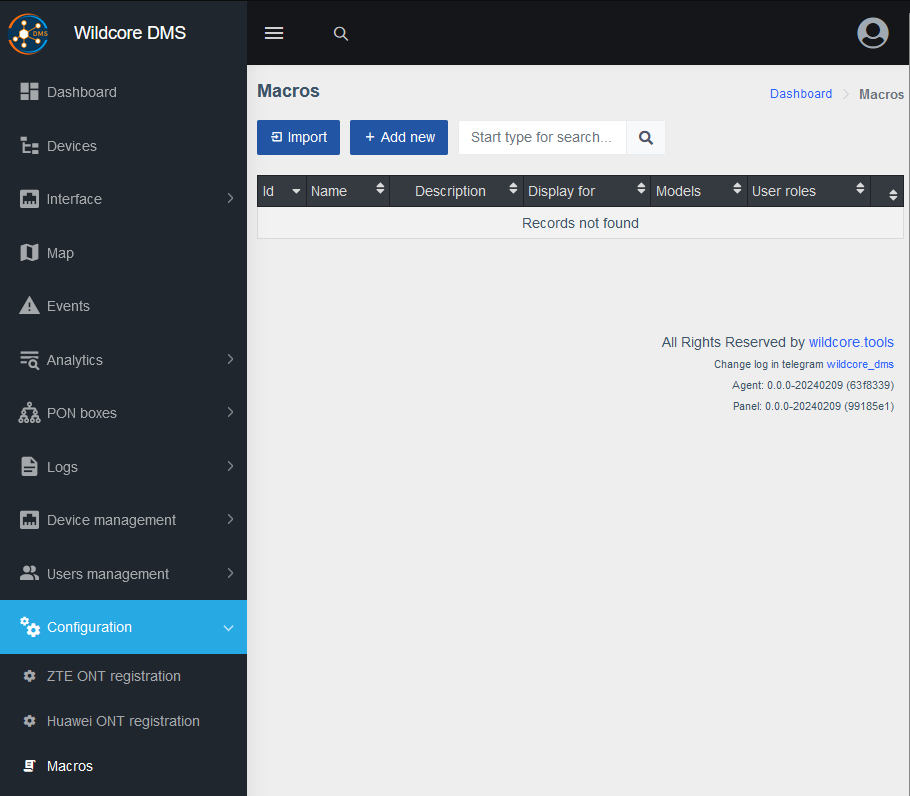 DMS
Wildcore DMS
Dashboard
Devices
Interface
Map
Events
Analytics
PON boxes
Logs
Device management
Users management
Configuration
ZTE ONT registration
Huawei ONT registration
Macros
Macros
Dashboard Macros
Import + Add new Start type for search...
Id Name Description Display for Models User roles
Records not found
All Rights Reserved by wildcore.tools
Change log in telegram wildcore_dms
Agent: 0.0.0-20240209 (63f8339)
Panel: 0.0.0-20240209 (99185e1)